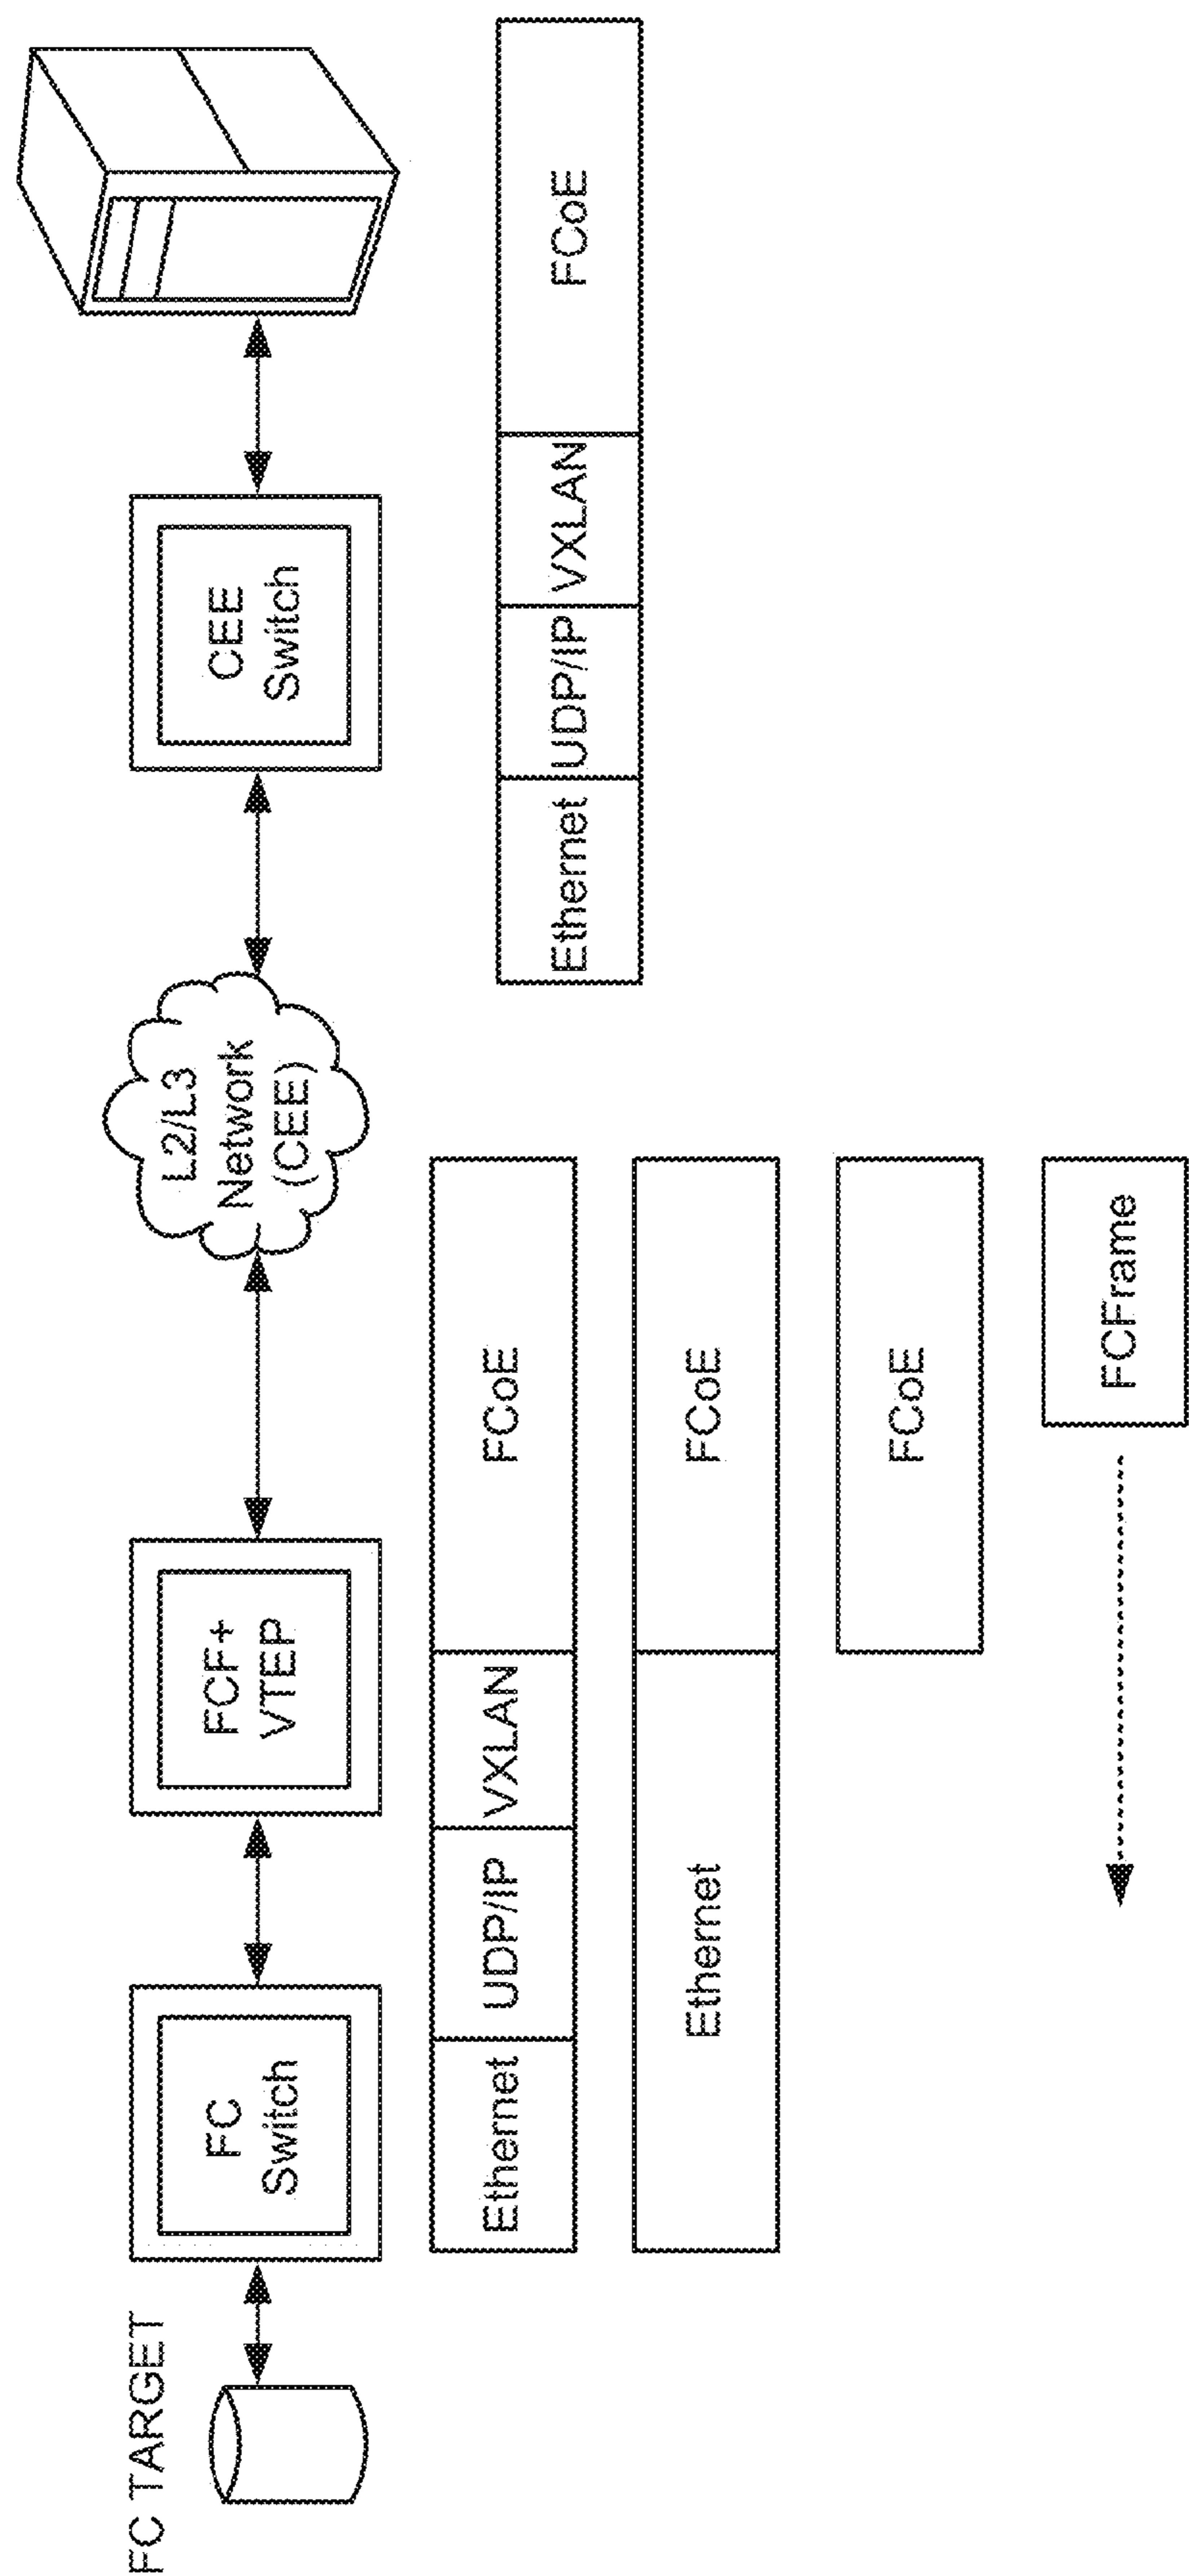 FC TARGET
FC
Switch
FCF+
VTEP
L2/L3
Network
(CEE)
CEE
Switch
Ethernet
UDP/IP
VXLAN
FCoE
Ethernet
UDP/IP
VXLAN
FCoE
Ethernet
FCoE
FCoE
FCFrame